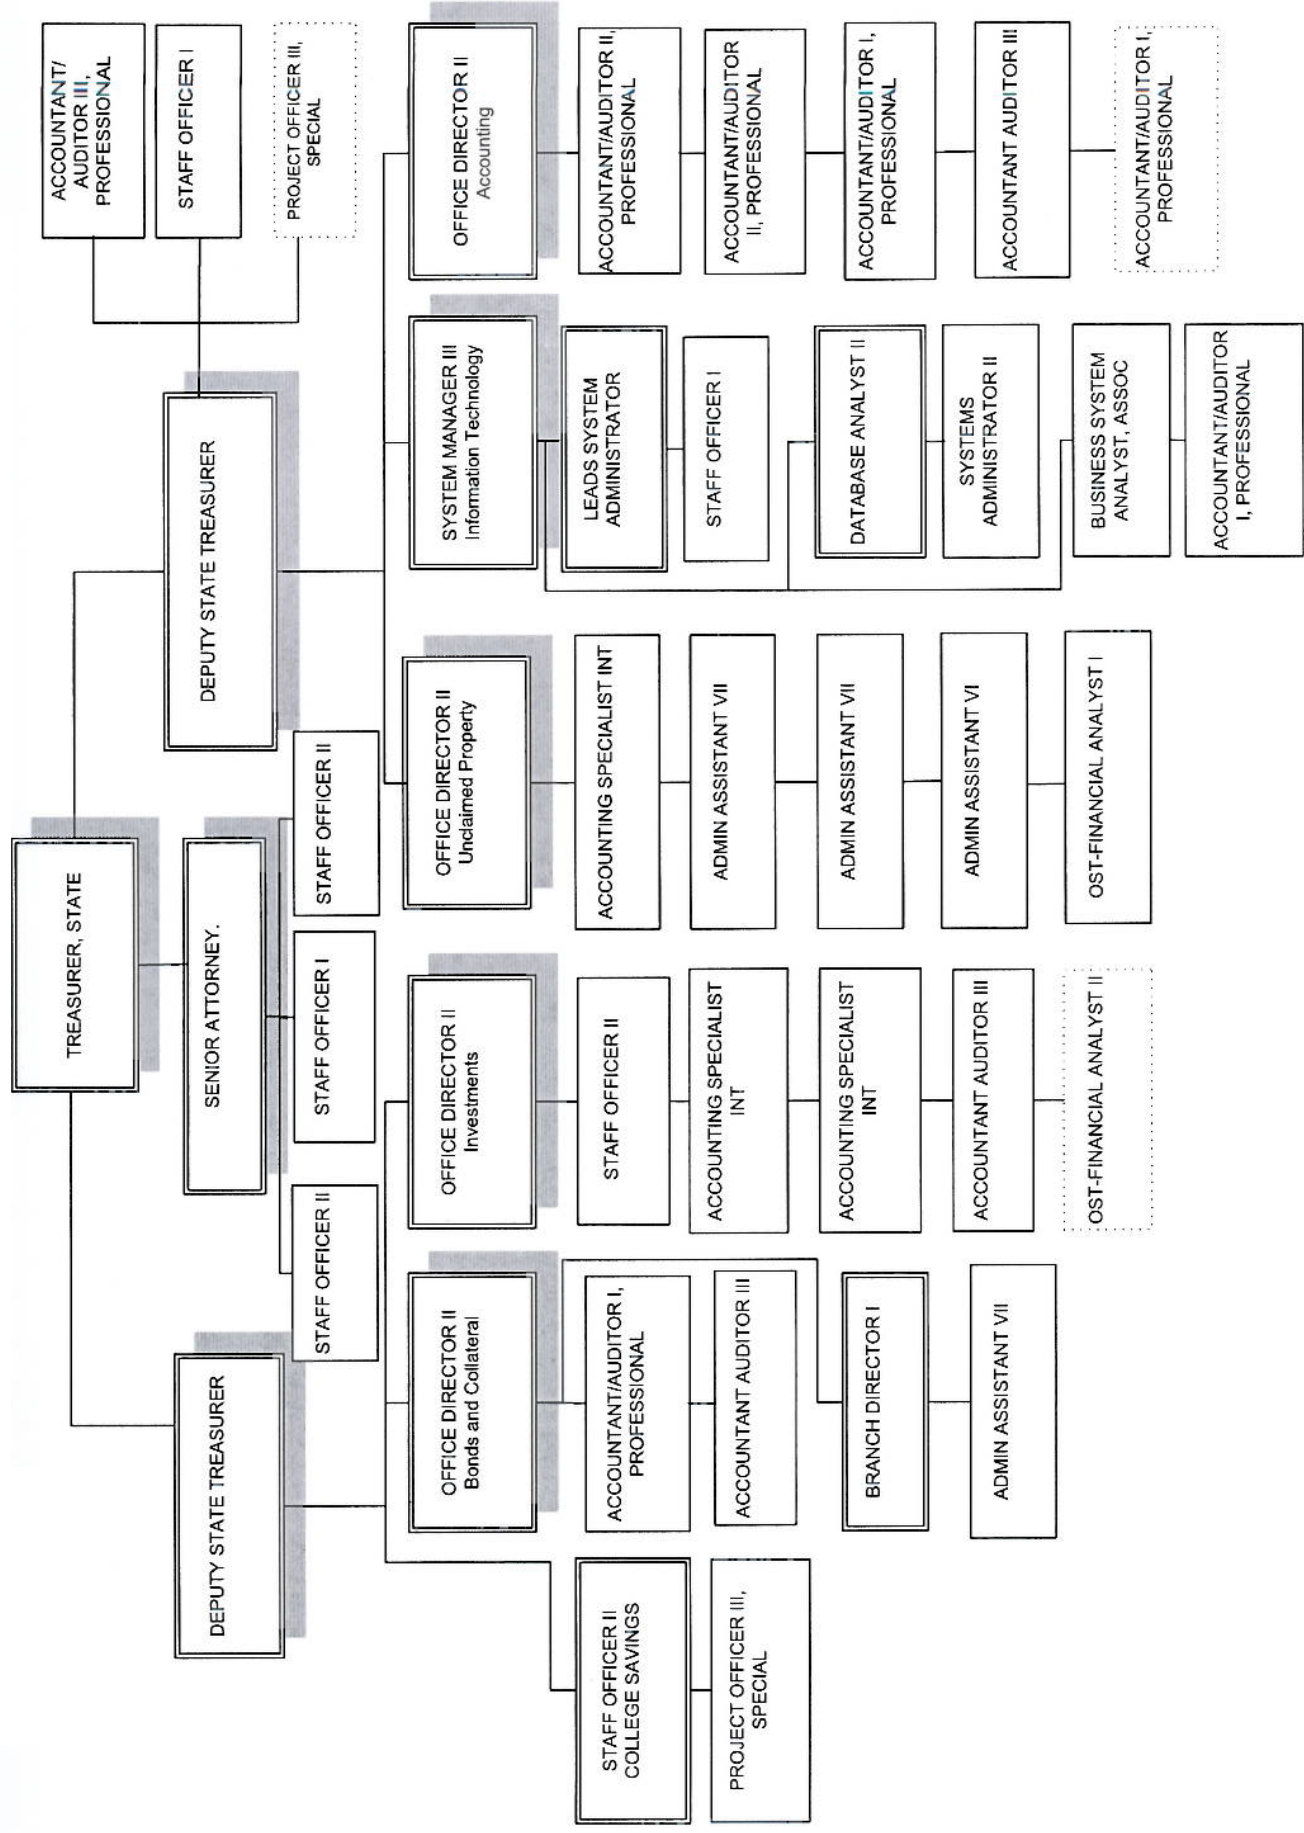 TREASURER, STATE
DEPUTY STATE TREASURER
SENIOR ATTORNEY.
DEPUTY STATE TREASURER
ACCOUNTANT/
AUDITOR III,
PROFESSIONAL
STAFF OFFICER I
PROJECT OFFICER III,
SPECIAL
STAFF OFFICER II
STAFF OFFICER I
STAFF OFFICER II
STAFF OFFICER II
COLLEGE SAVINGS
PROJECT OFFICER III,
SPECIAL
OFFICE DIRECTOR II
Bonds and Collateral
ACCOUNTANT/AUDITOR I,
PROFESSIONAL
ACCOUNTANT AUDITOR III
BRANCH DIRECTOR I
ADMIN ASSISTANT VII
OFFICE DIRECTOR II
Investments
STAFF OFFICER II
ACCOUNTING SPECIALIST
INT
ACCOUNTING SPECIALIST
INT
ACCOUNTANT AUDITOR III
OST-FINANCIAL ANALYST II
OFFICE DIRECTOR II
Unclaimed Property
ACCOUNTING SPECIALIST INT
ADMIN ASSISTANT VII
ADMIN ASSISTANT VII
ADMIN ASSISTANT VI
OST-FINANCIAL ANALYST I
SYSTEM MANAGER III
Information Technology
LEADS SYSTEM
ADMINISTRATOR
STAFF OFFICER I
DATABASE ANALYST II
SYSTEMS
ADMINISTRATOR II
BUSINESS SYSTEM
ANALYST, ASSOC
ACCOUNTANT/AUDITOR
I, PROFESSIONAL
OFFICE DIRECTOR II
Accounting
ACCOUNTANT/AUDITOR II,
PROFESSIONAL
ACCOUNTANT/AUDITOR
II, PROFESSIONAL
ACCOUNTANT/AUDITOR I,
PROFESSIONAL
ACCOUNTANT AUDITOR III
ACCOUNTANT/AUDITOR I,
PROFESSIONAL